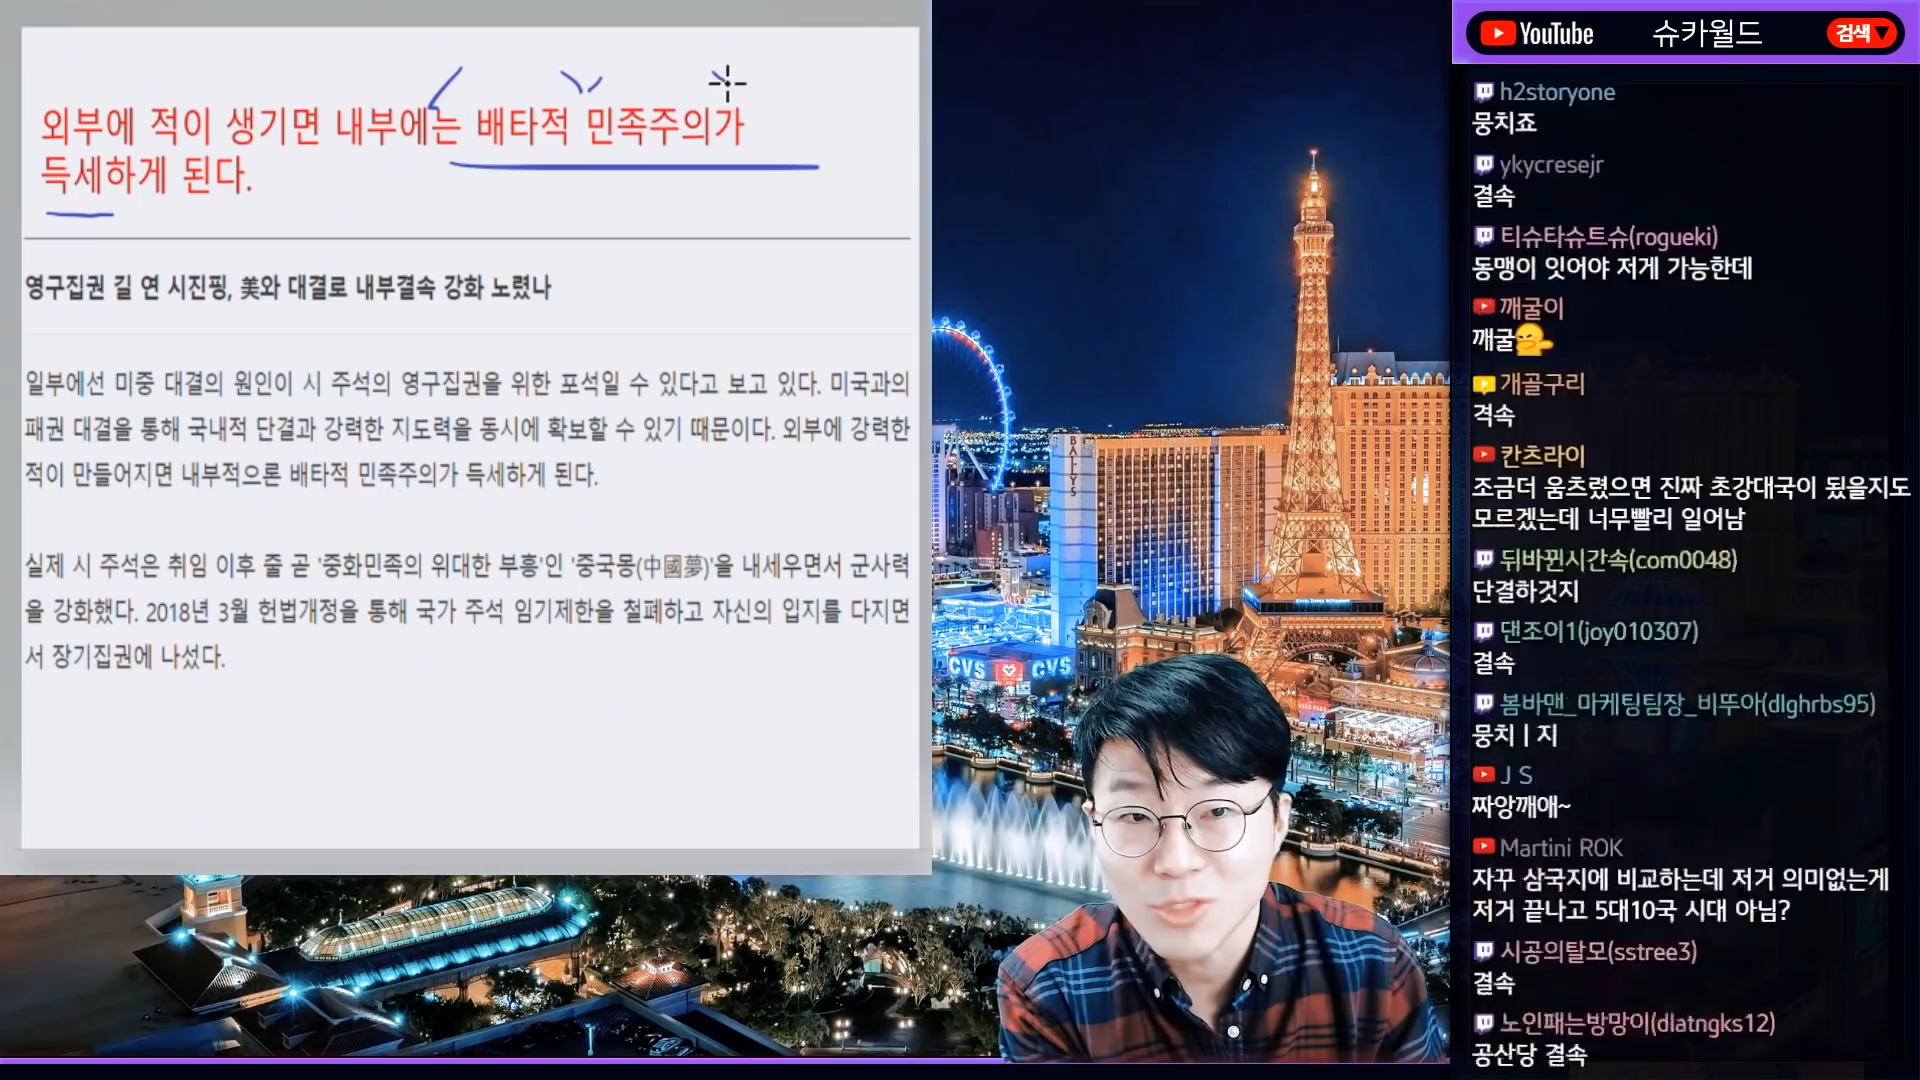 외부에 적이 생기면 내부에는 배타적 민족주의가
득세하게 된다.
영구집권 길 연 시진핑, 美와 대결로 내부결속 강화 노렸나
일부에선 미중 대결의 원인이 시 주석의 영구집권을 위한 포석일 수 있다고 보고 있다. 미국과의
패권 대결을 통해 국내적 단결과 강력한 지도력을 동시에 확보할 수 있기 때문이다. 외부에 강력한
적이 만들어지면 내부적으론 배타적 민족주의가 득세하게 된다.
실제 시 주석은 취임 이후 줄 곧 '중화민족의 위대한 부흥'인 '중국몽(中國夢)'을 내세우면서 군사력
을 강화했다. 2018년 3월 헌법개정을 통해 국가 주석 임기제한을 철폐하고 자신의 입지를 다지면
서 장기집권에 나섰다.
BALLYS
CVS CVS
YouTube 슈카월드 검색▼
h2storyone
뭉치죠
ykycresejr
결속
티슈타슈트슈(rogueki)
동맹이 잇어야 저게 가능한데
깨굴이
깨굴
개골구리
격속
칸츠라이
조금더 움츠렸으면 진짜 초강대국이 됬을지도
모르겠는데 너무빨리 일어남
뒤바뀐시간속(com0048)
단결하것지
댄조이1(joy010307)
결속
봄바맨_마케팅팀장_비뚜아(dlghrbs95)
뭉치ㅣ지
J S
짜앙깨애~
Martini ROK
자꾸 삼국지에 비교하는데 저거 의미없는게
저거 끝나고 5대10국 시대 아님?
시공의탈모(sstree3)
결속
노인패는방망이(dlatngks12)
공산당 결속